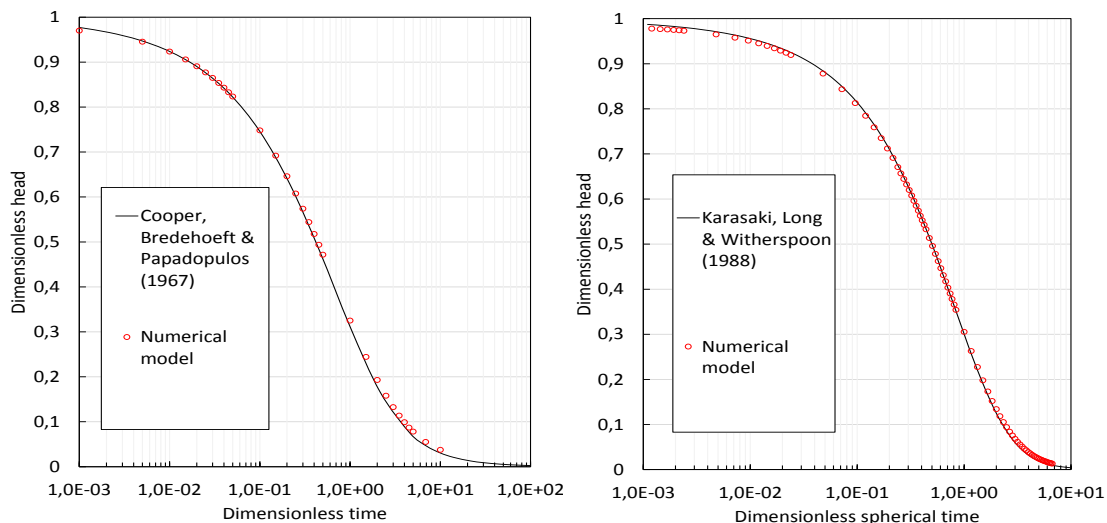 1
0,9
0,8
0,7
0,6
0,5
0,4
0,3
0,2
0,1
0
Dimensionless head
Cooper,
Bredehoeft &
Papadopulos
(1967)
Numerical
model
1,0E-03 1,0E-02 1,0E-01 1,0E+00 1,0E+01 1,0E+02
Dimensionless time
1
0,9
0,8
0,7
0,6
0,5
0,4
0,3
0,2
0,1
0
Dimensionless head
Karasaki, Long
& Witherspoon
(1988)
Numerical
model
1,0E-03 1,0E-02 1,0E-01 1,0E+00 1,0E+01
Dimensionless spherical time